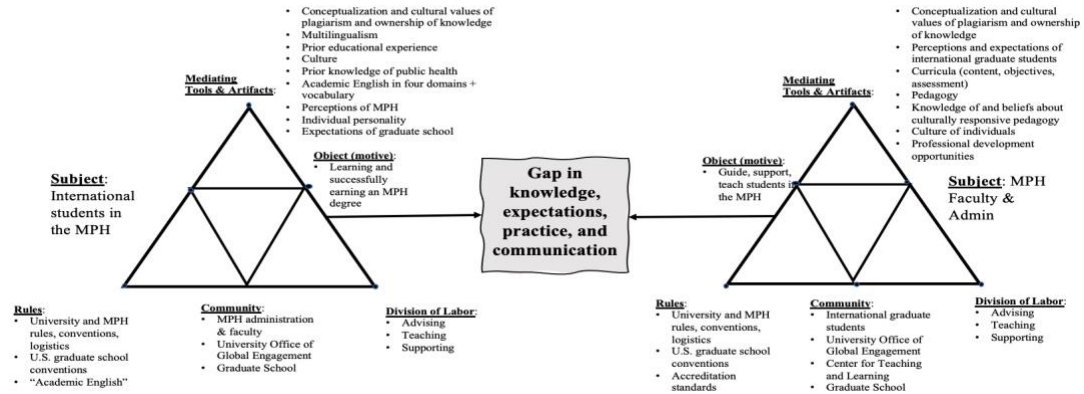 • Conceptualization and cultural values of
plagiarism and ownership of knowledge
• Multilingualism
• Prior educational experience
• Culture
• Prior knowledge of public health
• Academic English in four domains +
vocabulary
• Perceptions of MPH
• Individual personality
• Expectations of graduate school
Mediating
Tools & Artifacts:
Object (motive):
• Learning and
successfully
earning an MPH
degree
Subject:
International
students in
the MPH
Rules:
• University and MPH
rules, conventions,
logistics
• U.S. graduate school
conventions
• “Academic English”
Community:
• MPH administration
& faculty
• University Office of
Global Engagement
• Graduate School
Division of Labor:
• Advising
• Teaching
• Supporting
Gap in
knowledge,
expectations,
practice, and
communication
• Conceptualization and cultural
values of plagiarism and ownership
of knowledge
• Perceptions and expectations of
international graduate students
• Curricula (content, objectives,
assessment)
• Pedagogy
• Knowledge of and beliefs about
culturally responsive pedagogy
• Culture of individuals
• Professional development
opportunities
Mediating
Tools & Artifacts:
Object (motive):
• Guide, support,
teach students in
the MPH
Subject: MPH
Faculty &
Admin
Rules:
• University and MPH
rules, conventions,
logistics
• U.S. graduate school
conventions
• Accreditation
standards
Community:
• International graduate
students
• University Office of
Global Engagement
• Center for Teaching
and Learning
• Graduate School
Division of Labor:
• Advising
• Teaching
• Supporting